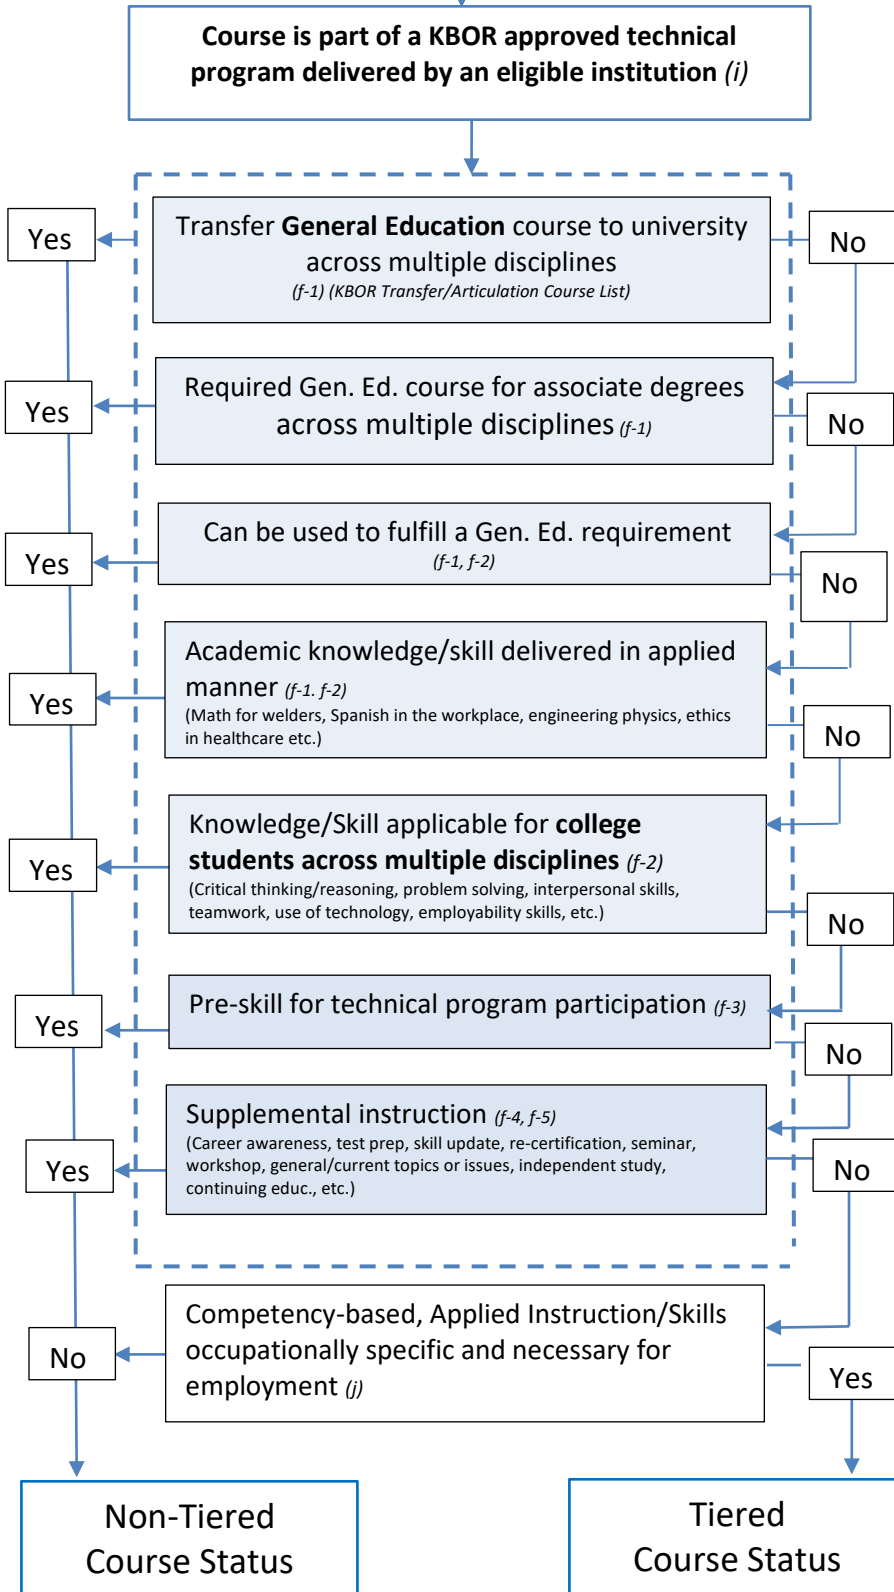 Course is part of a KBOR approved technical
program delivered by an eligible institution (i)
Yes
Transfer General Education course to university
across multiple disciplines
(f-1) (KBOR Transfer/Articulation Course List)
No
Yes
Required Gen. Ed. course for associate degrees
across multiple disciplines (f-1)
No
Yes
Can be used to fulfill a Gen. Ed. requirement
(f-1, f-2)
No
Yes
Academic knowledge/skill delivered in applied
manner (f-1. f-2)
(Math for welders, Spanish in the workplace, engineering physics, ethics
in healthcare etc.)
No
Yes
Knowledge/Skill applicable for college
students across multiple disciplines (f-2)
(Critical thinking/reasoning, problem solving, interpersonal skills,
teamwork, use of technology, employability skills, etc.)
No
Yes
Pre-skill for technical program participation (f-3)
No
Yes
Supplemental instruction (f-4, f-5)
(Career awareness, test prep, skill update, re-certification, seminar,
workshop, general/current topics or issues, independent study,
continuing educ., etc.)
No
No
Competency-based, Applied Instruction/Skills
occupationally specific and necessary for
employment (j)
Yes
Non-Tiered
Course Status
Tiered
Course Status